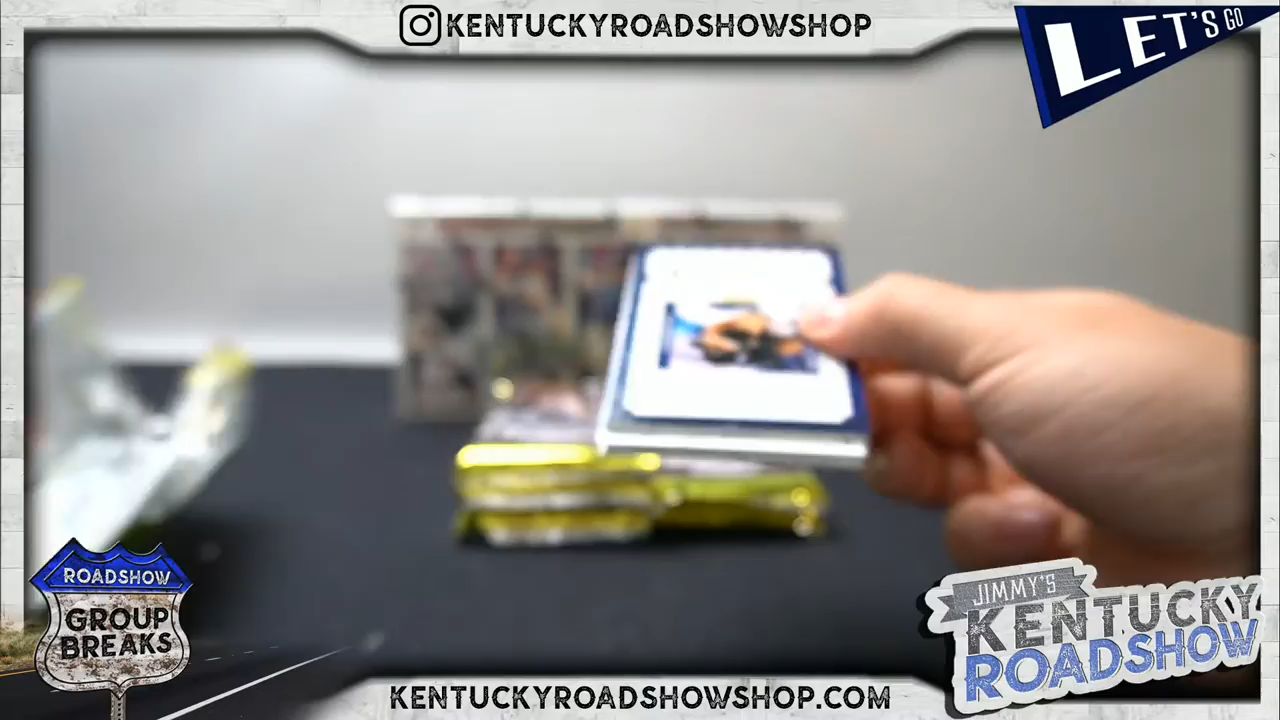 KENTUCKYROADSHOWSHOP
LET'S GO
ROADSHOW
GROUP
BREAKS
JIMMY'S
KENTUCKY
ROADSHOW
KENTUCKYROADSHOWSHOP.COM